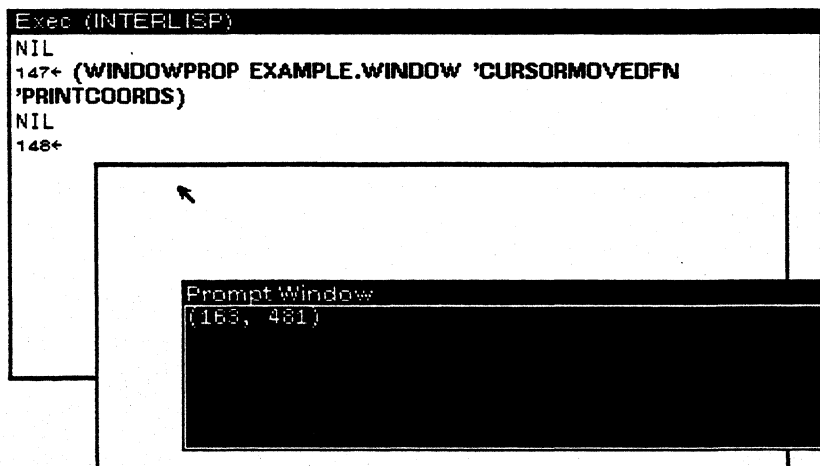 Exec (INTERLISP)
NIL
147← (WINDOWPROP EXAMPLE.WINDOW 'CURSORMOVEDFN
'PRINTCOORDS)
NIL
148←
Prompt Window
(163, 481)